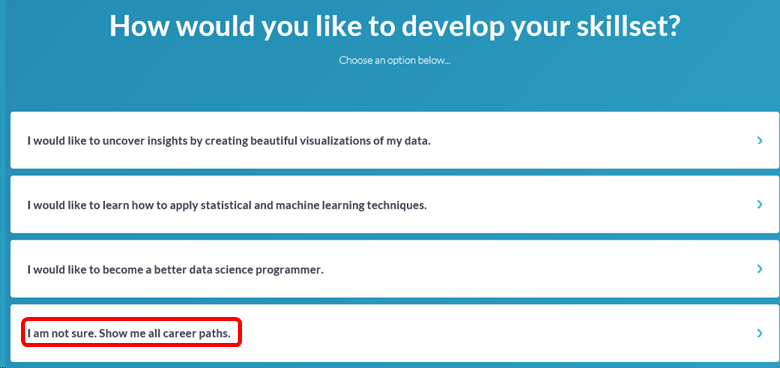 How would you like to develop your skillset?
Choose an option below...
I would like to uncover insights by creating beautiful visualizations of my data.
I would like to learn how to apply statistical and machine learning techniques.
I would like to become a better data science programmer.
I am not sure. Show me all career paths.